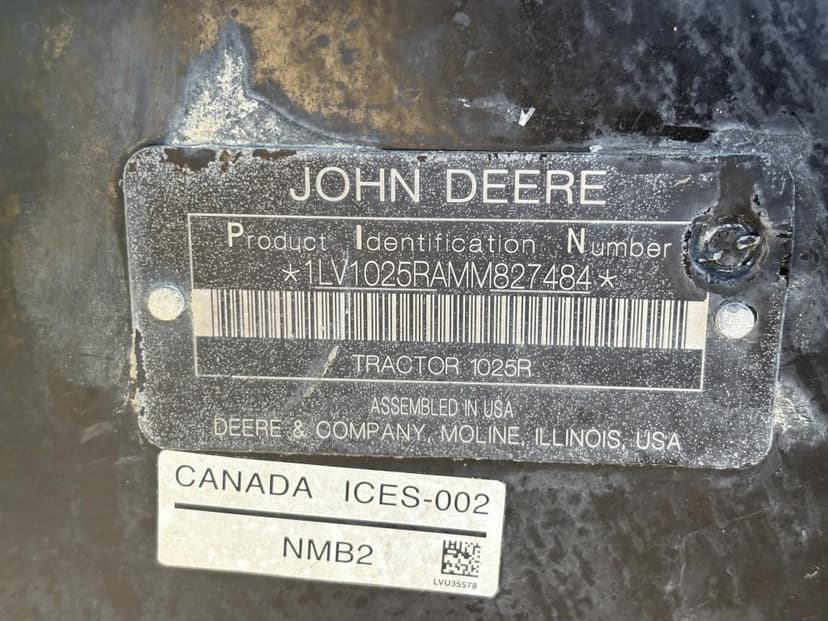 JOHN DEERE
Product Identification Number
*1LV1025RAMM827484*
TRACTOR 1025R
ASSEMBLED IN USA
DEERE & COMPANY, MOLINE, ILLINOIS, USA
CANADA ICES-002
NMB2
LVU35578